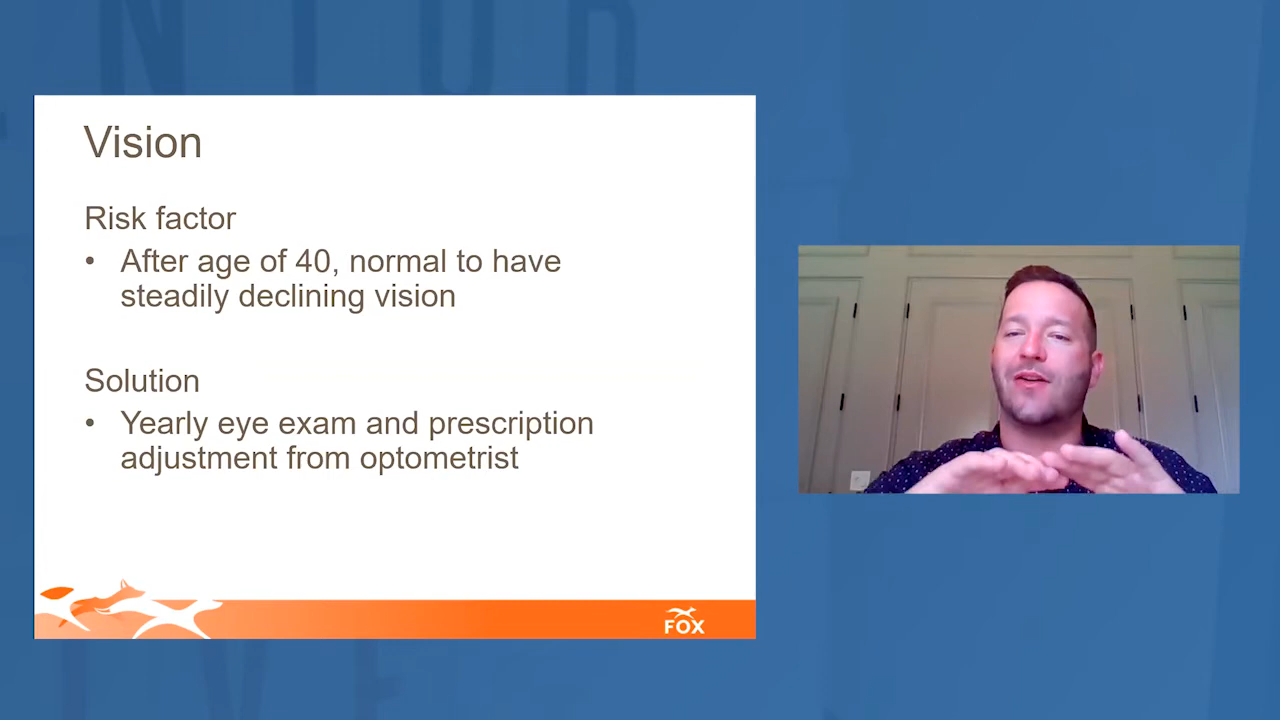 Vision
Risk factor
• After age of 40, normal to have
steadily declining vision
Solution
• Yearly eye exam and prescription
adjustment from optometrist
FOX